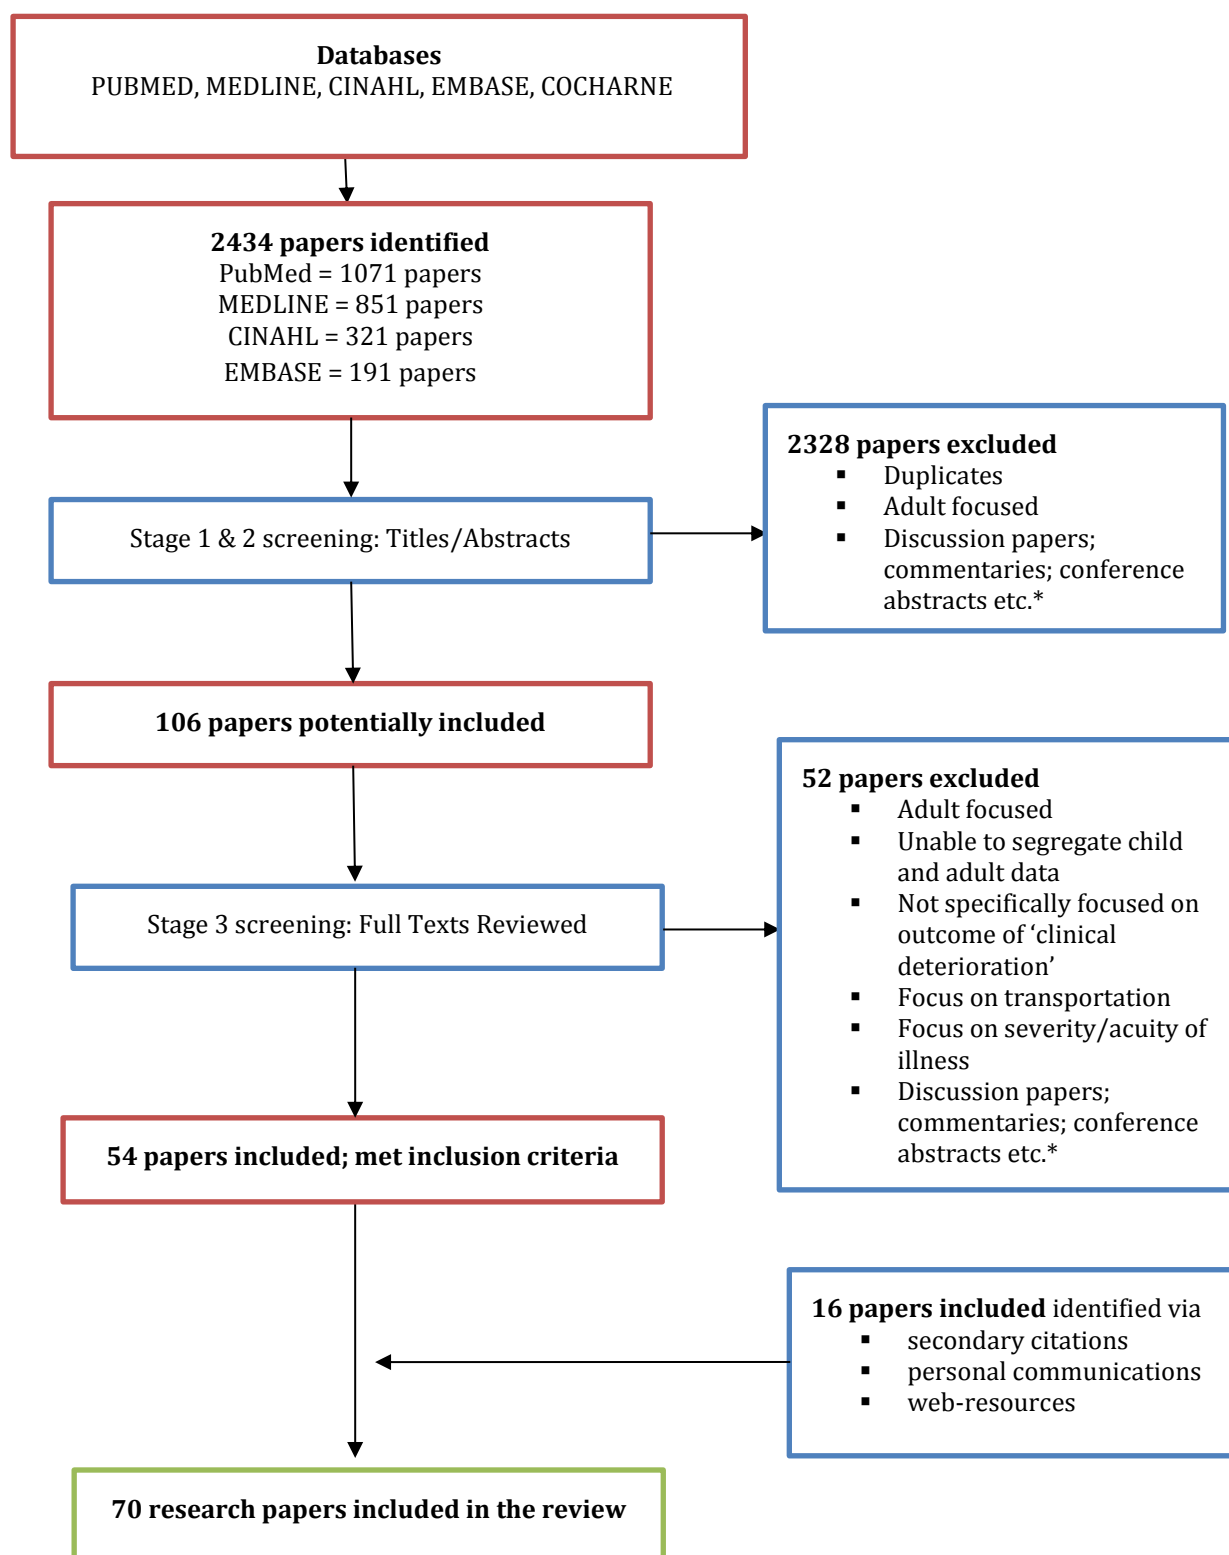 Databases
PUBMED, MEDLINE, CINAHL, EMBASE, COCHARNE
2434 papers identified
PubMed = 1071 papers
MEDLINE = 851 papers
CINAHL = 321 papers
EMBASE = 191 papers
2328 papers excluded
▪ Duplicates
▪ Adult focused
▪ Discussion papers;
commentaries; conference
abstracts etc.*
Stage 1 & 2 screening: Titles/Abstracts
106 papers potentially included
52 papers excluded
▪ Adult focused
▪ Unable to segregate child
and adult data
▪ Not specifically focused on
outcome of ‘clinical
deterioration’
▪ Focus on transportation
▪ Focus on severity/acuity of
illness
▪ Discussion papers;
commentaries; conference
abstracts etc.*
Stage 3 screening: Full Texts Reviewed
54 papers included; met inclusion criteria
16 papers included identified via
▪ secondary citations
▪ personal communications
▪ web-resources
70 research papers included in the review